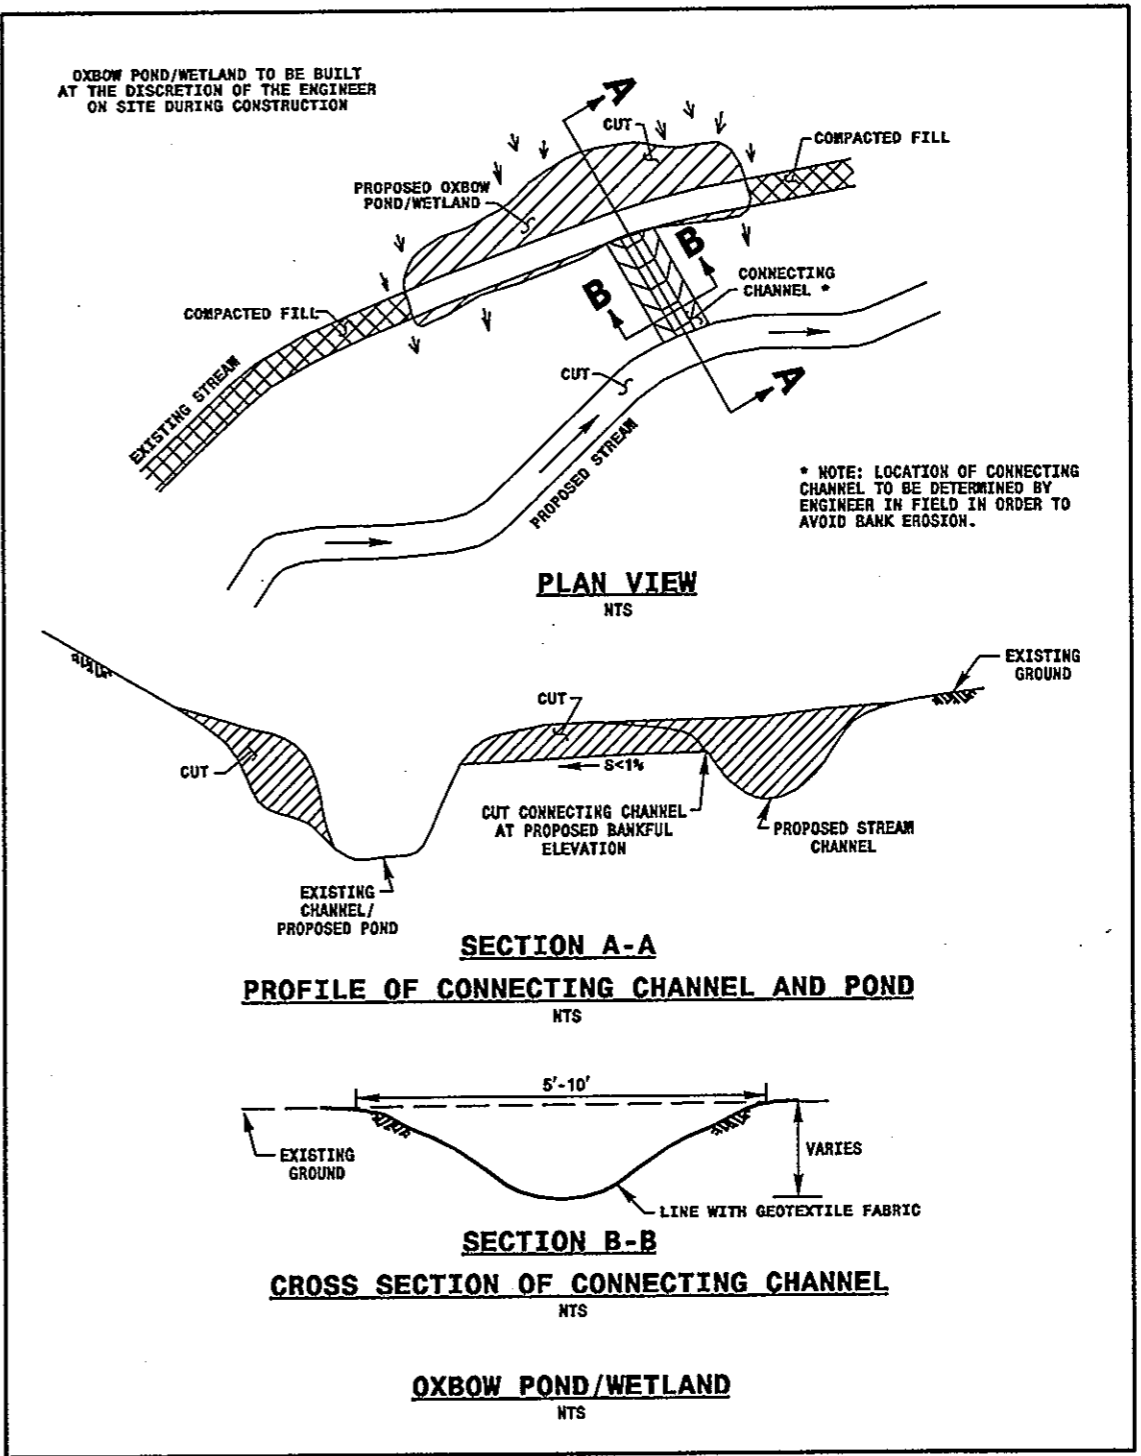 OXBOW POND/WETLAND TO BE BUILT
AT THE DISCRETION OF THE ENGINEER
ON SITE DURING CONSTRUCTION
A
CUT
COMPACTED FILL
PROPOSED OXBOW
POND/WETLAND
B
B
CONNECTING
CHANNEL *
COMPACTED FILL
EXISTING STREAM
CUT
A
PROPOSED STREAM
* NOTE: LOCATION OF CONNECTING
CHANNEL TO BE DETERMINED BY
ENGINEER IN FIELD IN ORDER TO
AVOID BANK EROSION.
PLAN VIEW
NTS
EXISTING
GROUND
CUT
CUT
S<1%
CUT CONNECTING CHANNEL
AT PROPOSED BANKFUL
ELEVATION
PROPOSED STREAM
CHANNEL
EXISTING
CHANNEL/
PROPOSED POND
SECTION A-A
PROFILE OF CONNECTING CHANNEL AND POND
NTS
5'-10'
EXISTING
GROUND
VARIES
LINE WITH GEOTEXTILE FABRIC
SECTION B-B
CROSS SECTION OF CONNECTING CHANNEL
NTS
OXBOW POND/WETLAND
NTS